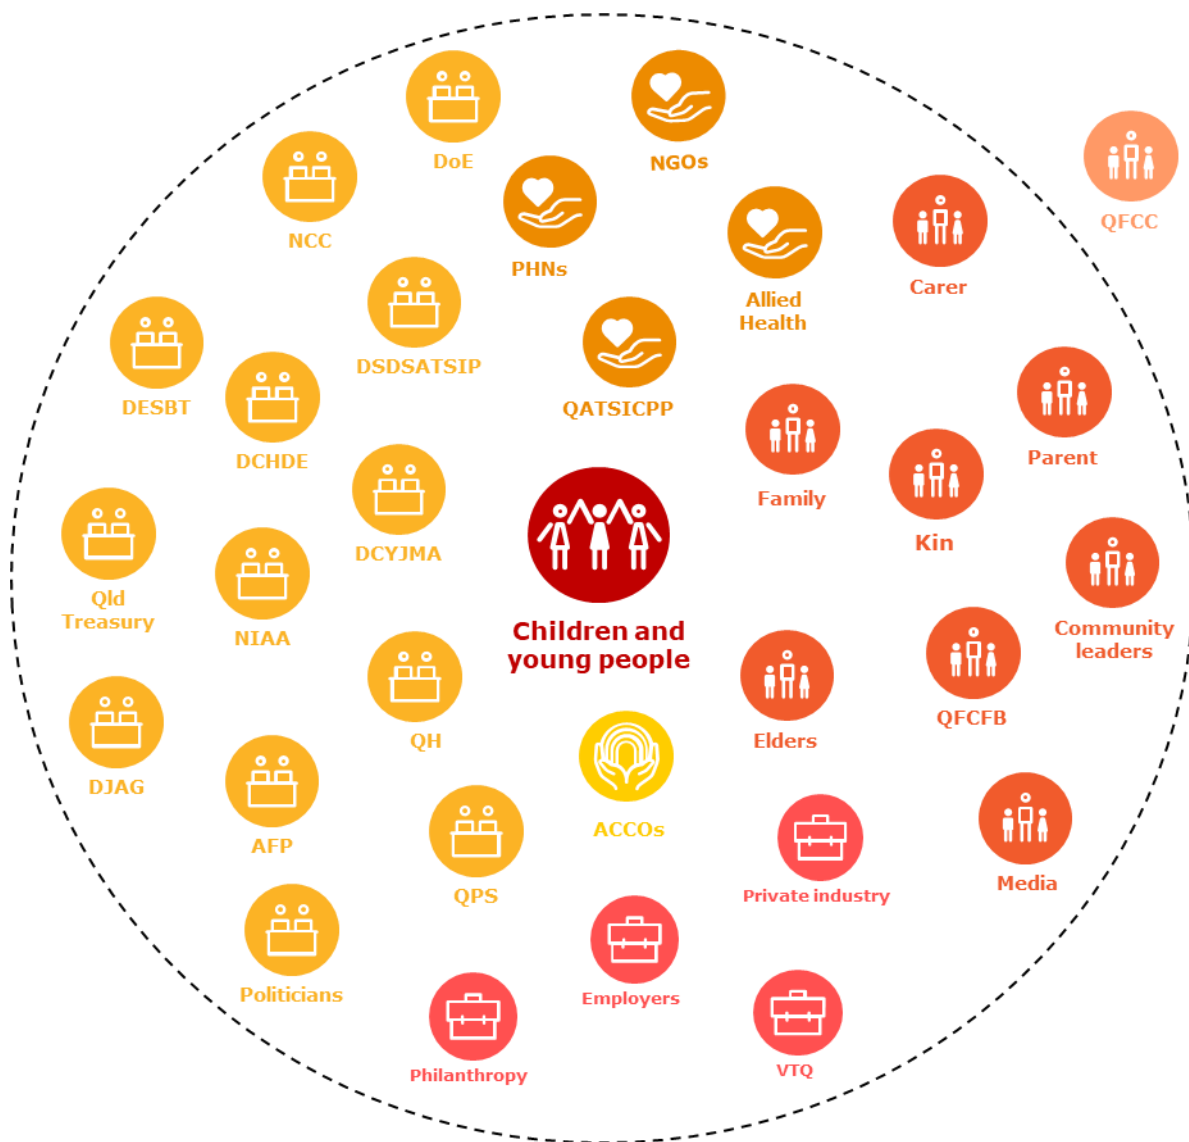 DoE
NGOs
NCC
QFCC
PHNs
Allied
Health
Carer
DSDSATSIP
DESBT
QATSICPP
DCHDE
Family
Parent
Kin
DCYJMA
Qld
Treasury
NIAA
Children and
young people
Community
leaders
QH
Elders
QFCFB
DJAG
AFP
ACCOs
QPS
Private industry
Media
Politicians
Employers
Philanthropy
VTQ